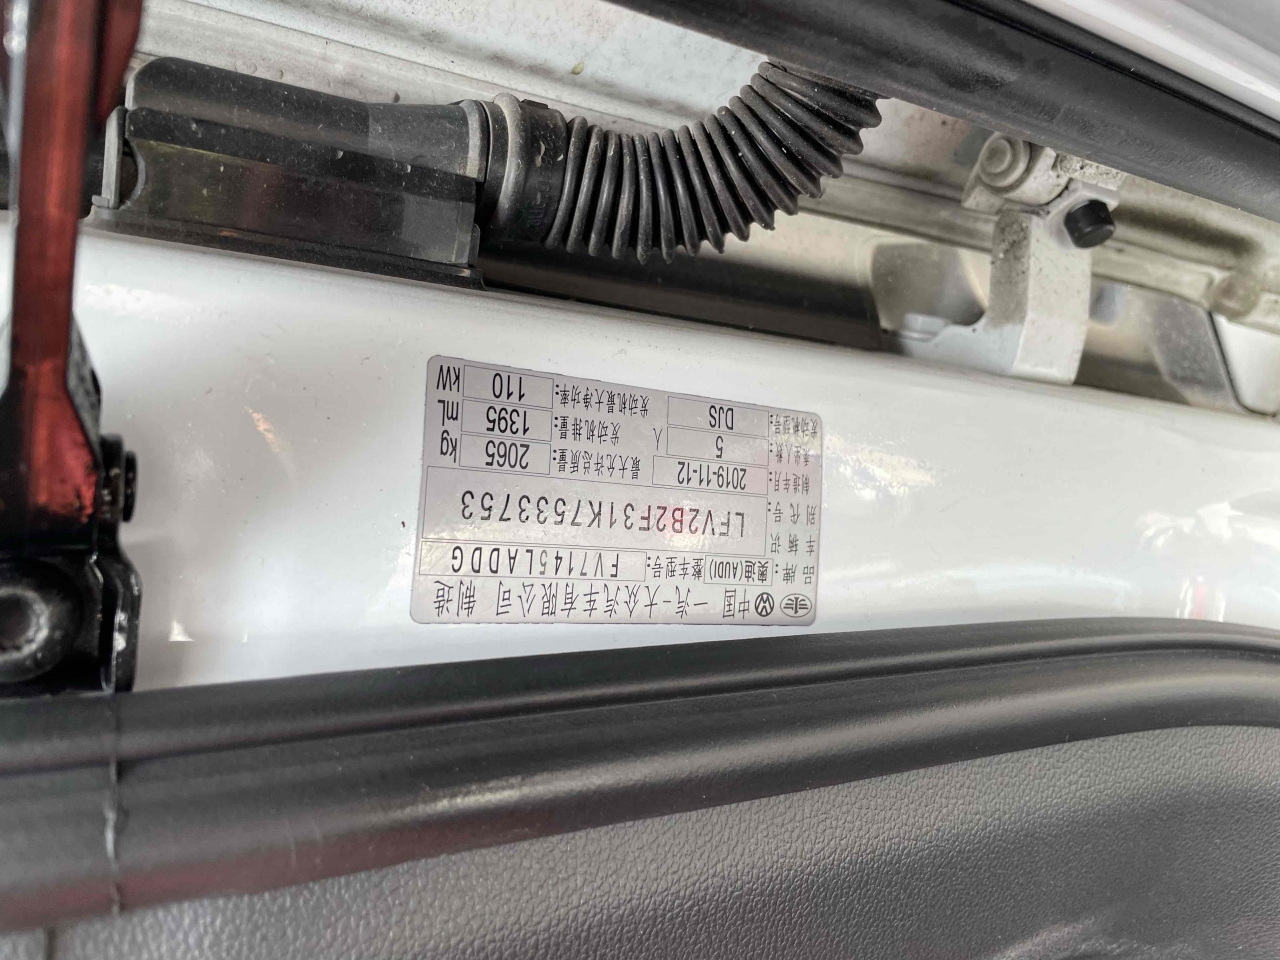 中国 一汽-大众汽车有限公司 制造
品牌: 奥迪(AUDI) 整车型号: FV7145LADDG
车辆识别代号: LFV2B2F31K7533753
制造年月: 2019-11-12 最大允许总质量: 2065 kg
乘坐人数: 5 人 发动机排量: 1395 mL
发动机型号: DJS 发动机最大净功率: 110 kW